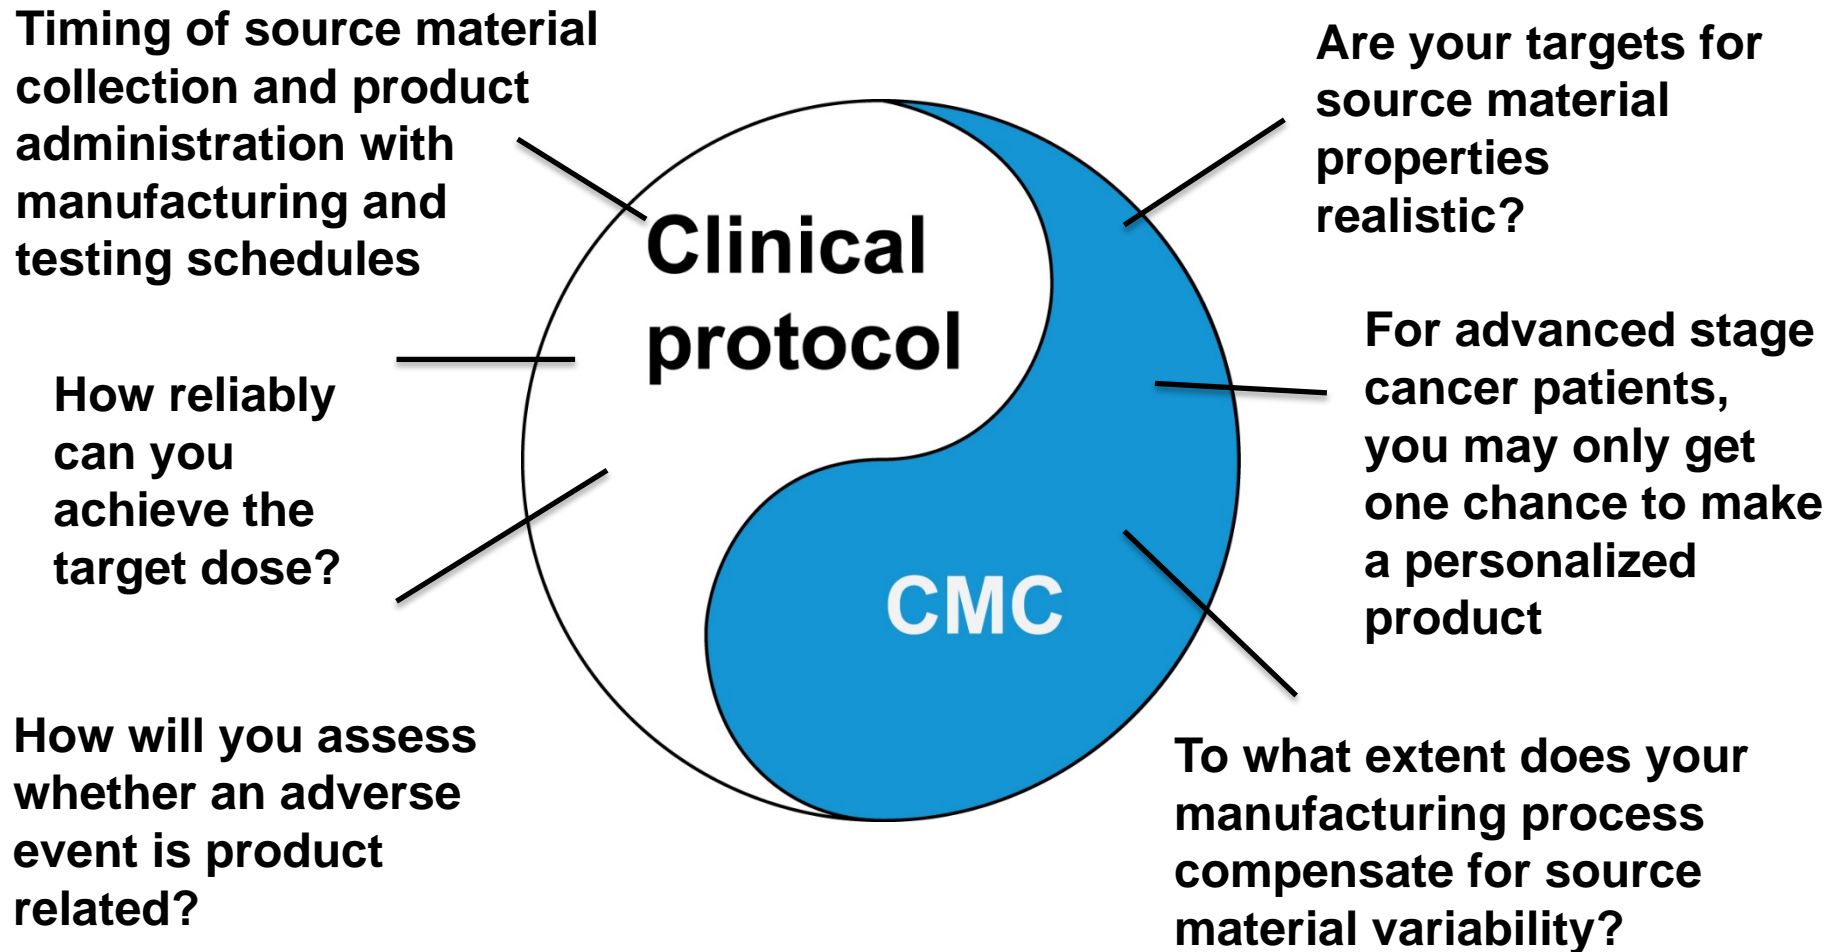 Timing of source material
collection and product
administration with
manufacturing and
testing schedules
How reliably
can you
achieve the
target dose?
How will you assess
whether an adverse
event is product
related?
Clinical
protocol
CMC
Are your targets for
source material
properties
realistic?
For advanced stage
cancer patients,
you may only get
one chance to make
a personalized
product
To what extent does your
manufacturing process
compensate for source
material variability?